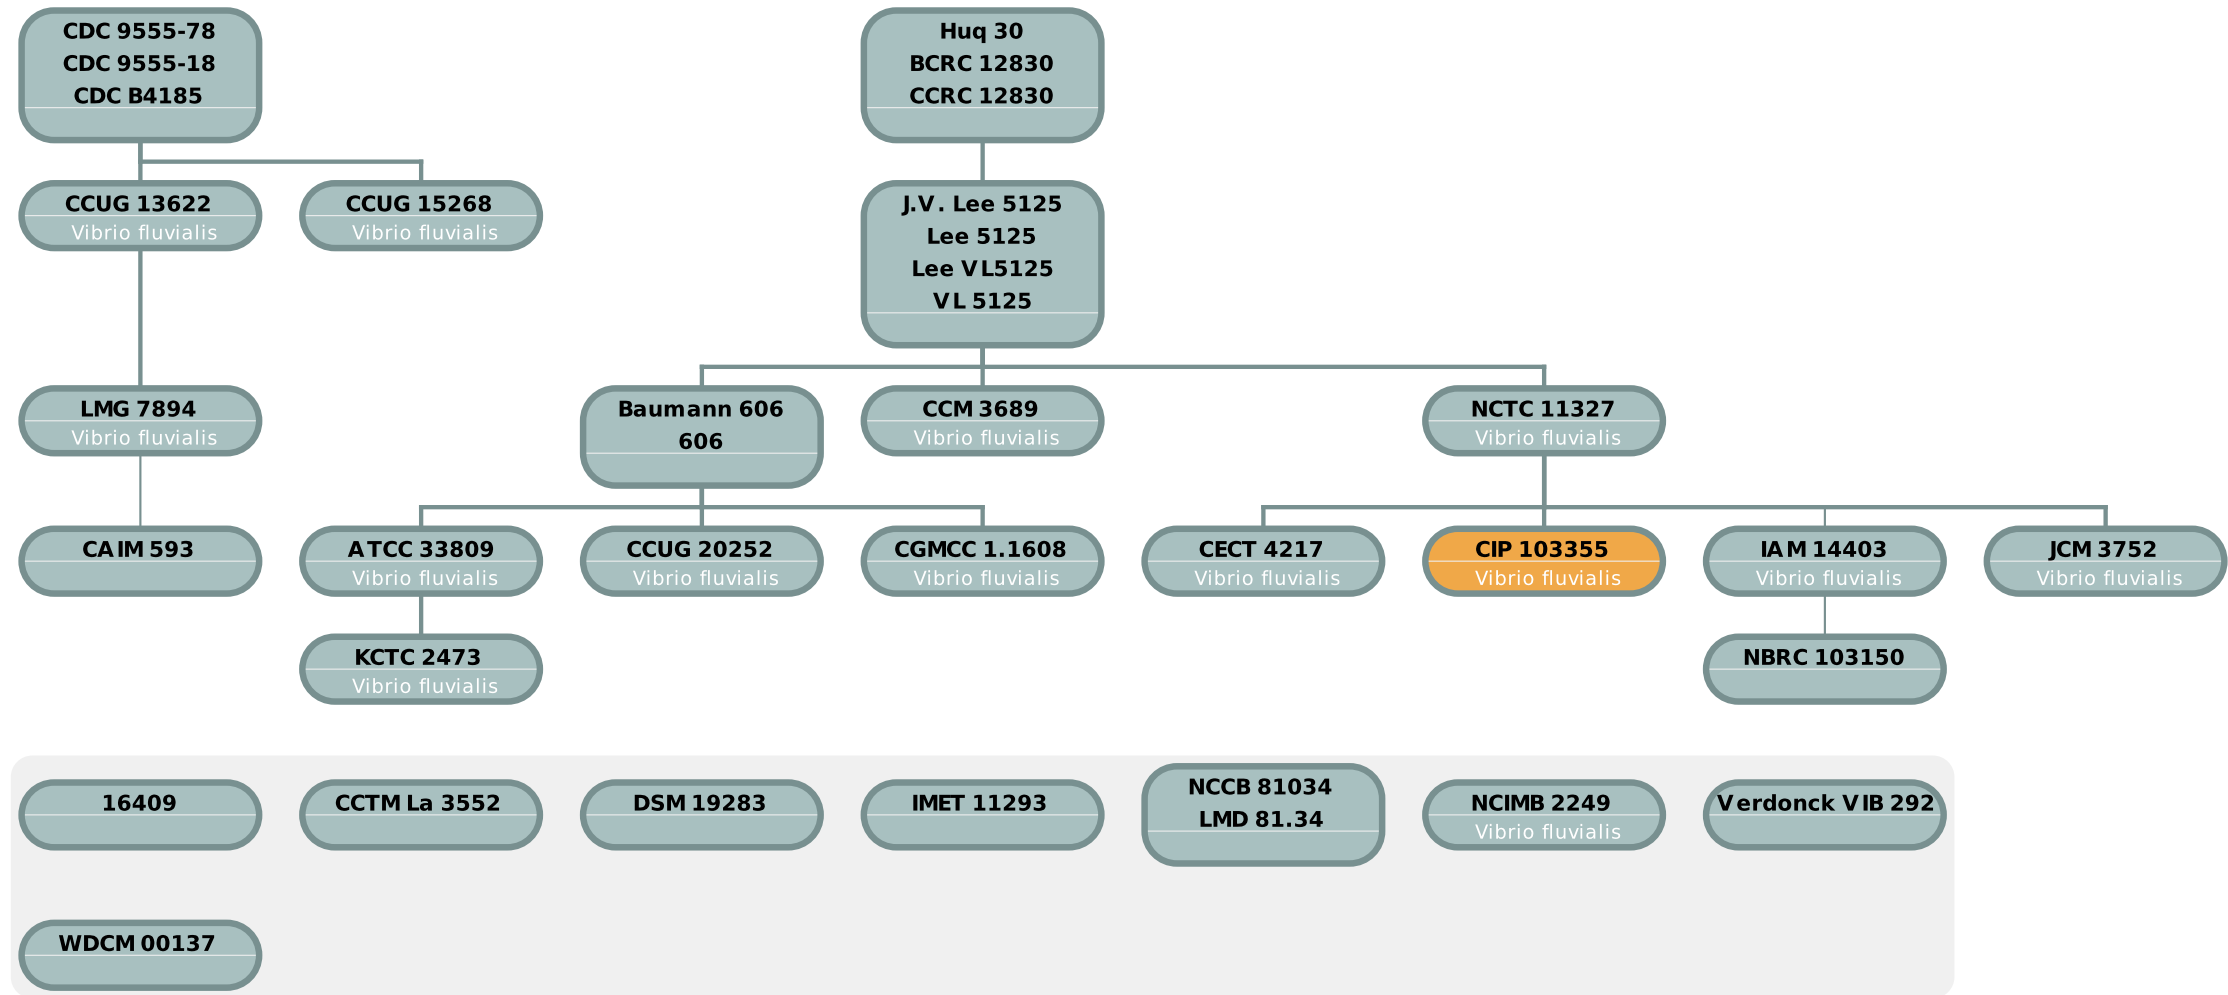 CDC 9555-78
CDC 9555-18
CDC B4185
Huq 30
BCRC 12830
CCRC 12830
CCUG 13622
Vibrio fluvialis
CCUG 15268
Vibrio fluvialis
J.V. Lee 5125
Lee 5125
Lee VL5125
VL 5125
LMG 7894
Vibrio fluvialis
Baumann 606
606
CCM 3689
Vibrio fluvialis
NCTC 11327
Vibrio fluvialis
CAIM 593
ATCC 33809
Vibrio fluvialis
CCUG 20252
Vibrio fluvialis
CGMCC 1.1608
Vibrio fluvialis
CECT 4217
Vibrio fluvialis
CIP 103355
Vibrio fluvialis
IAM 14403
Vibrio fluvialis
JCM 3752
Vibrio fluvialis
KCTC 2473
Vibrio fluvialis
NBRC 103150
16409
CCTM La 3552
DSM 19283
IMET 11293
NCCB 81034
LMD 81.34
NCIMB 2249
Vibrio fluvialis
Verdonck VIB 292
WDCM 00137